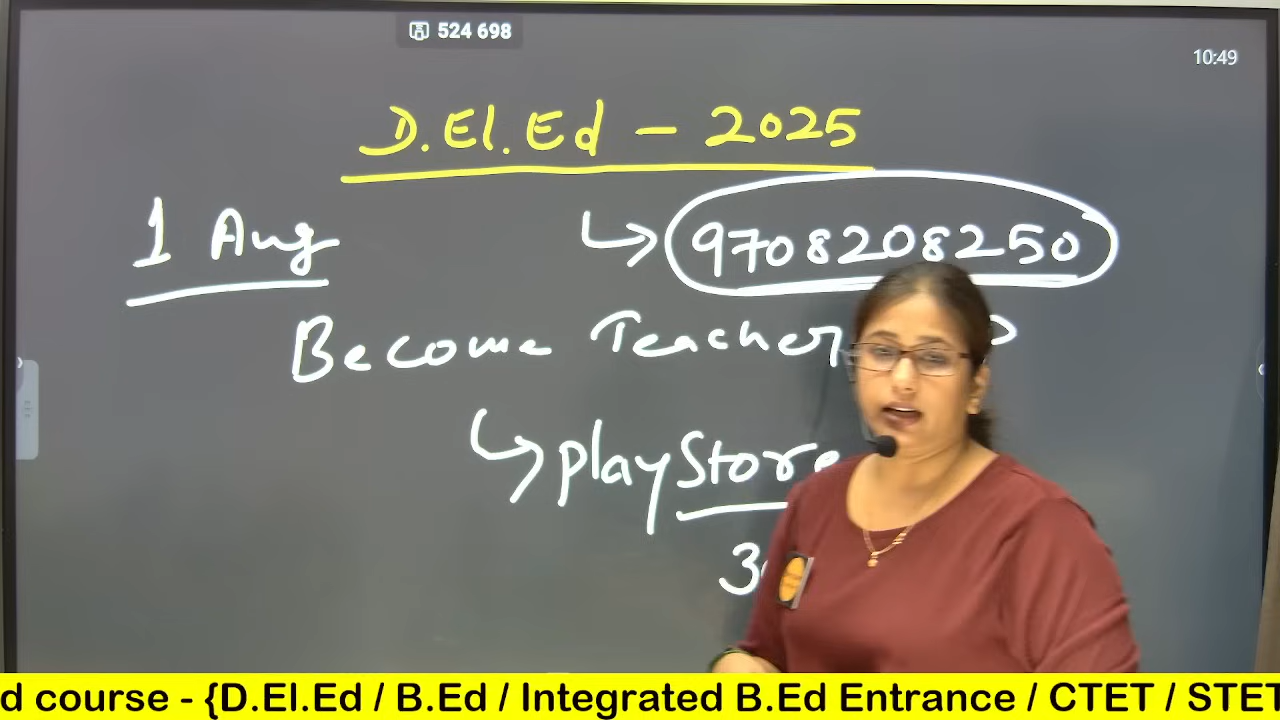 524 698
10:49
D.El.Ed - 2025
1 Aug
↳ 9708208250
Become Teacher
↳ playStore
d course - {D.El.Ed / B.Ed / Integrated B.Ed Entrance / CTET / STET